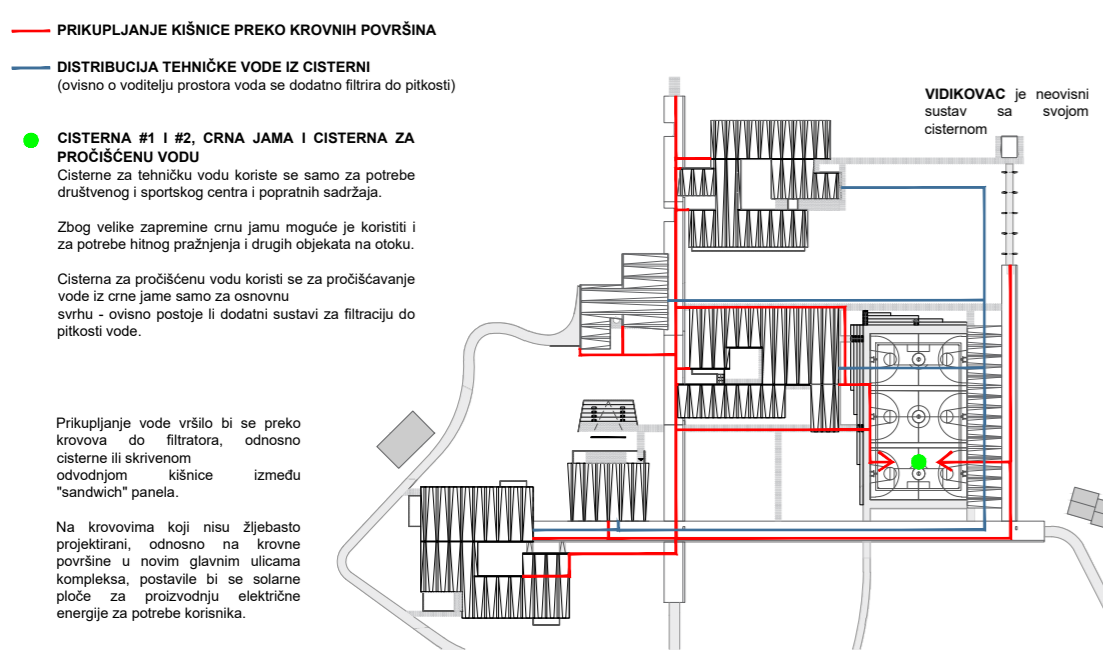 PRIKUPLJANJE KIŠNICE PREKO KROVNIH POVRŠINA
DISTRIBUCIJA TEHNIČKE VODE IZ CISTERNI
(ovisno o voditelju prostora voda se dodatno filtrira do pitkosti)
CISTERNA #1 I #2, CRNA JAMA I CISTERNA ZA
PROČIŠĆENU VODU
Cisterne za tehničku vodu koriste se samo za potrebe
društvenog i sportskog centra i popratnih sadržaja.
Zbog velike zapremine crnu jamu moguće je koristiti i
za potrebe hitnog pražnjenja i drugih objekata na otoku.
Cisterna za pročišćenu vodu koristi se za pročišćavanje
vode iz crne jame samo za osnovnu
svrhu - ovisno postoje li dodatni sustavi za filtraciju do
pitkosti vode.
Prikupljanje vode vršilo bi se preko
krovova do filtratora, odnosno
cisterne ili skrivenom
odvodnjom kišnice između
"sandwich" panela.
Na krovovima koji nisu žljebasto
projektirani, odnosno na krovne
površine u novim glavnim ulicama
kompleksa, postavile bi se solarne
ploče za proizvodnju električne
energije za potrebe korisnika.
VIDIKOVAC je neovisni
sustav sa svojom
cisternom